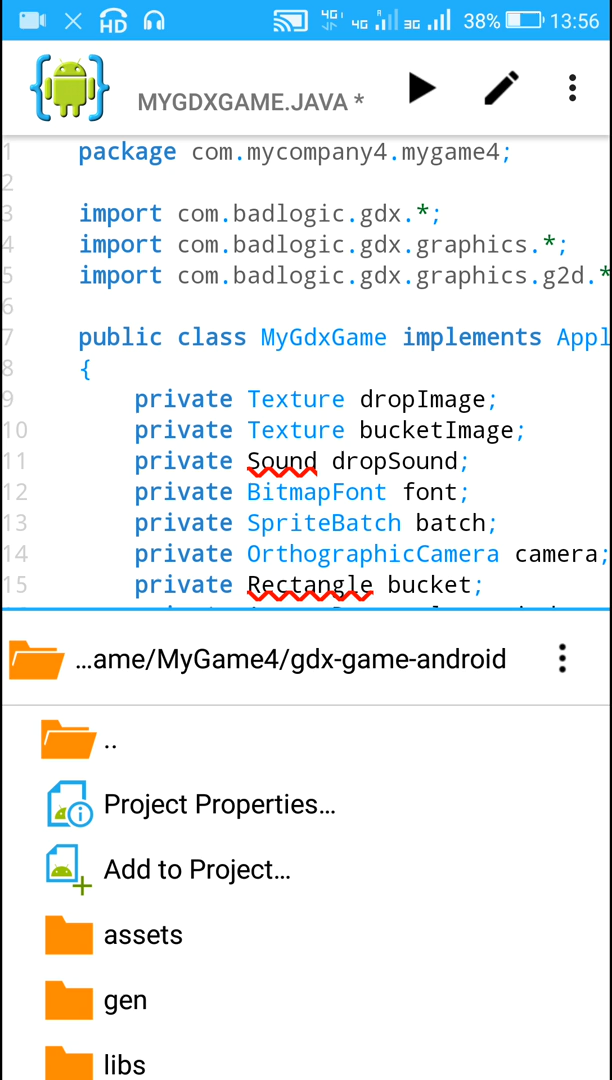 HD 4G 4G R 3G 38% 13:56
MYGDXGAME.JAVA *
1 package com.mycompany4.mygame4;
2
3 import com.badlogic.gdx.*;
4 import com.badlogic.gdx.graphics.*;
5 import com.badlogic.gdx.graphics.g2d.*
6
7 public class MyGdxGame implements Appl
8 {
9 private Texture dropImage;
10 private Texture bucketImage;
11 private Sound dropSound;
12 private BitmapFont font;
13 private SpriteBatch batch;
14 private OrthographicCamera camera;
15 private Rectangle bucket;
...ame/MyGame4/gdx-game-android
..
Project Properties...
Add to Project...
assets
gen
libs